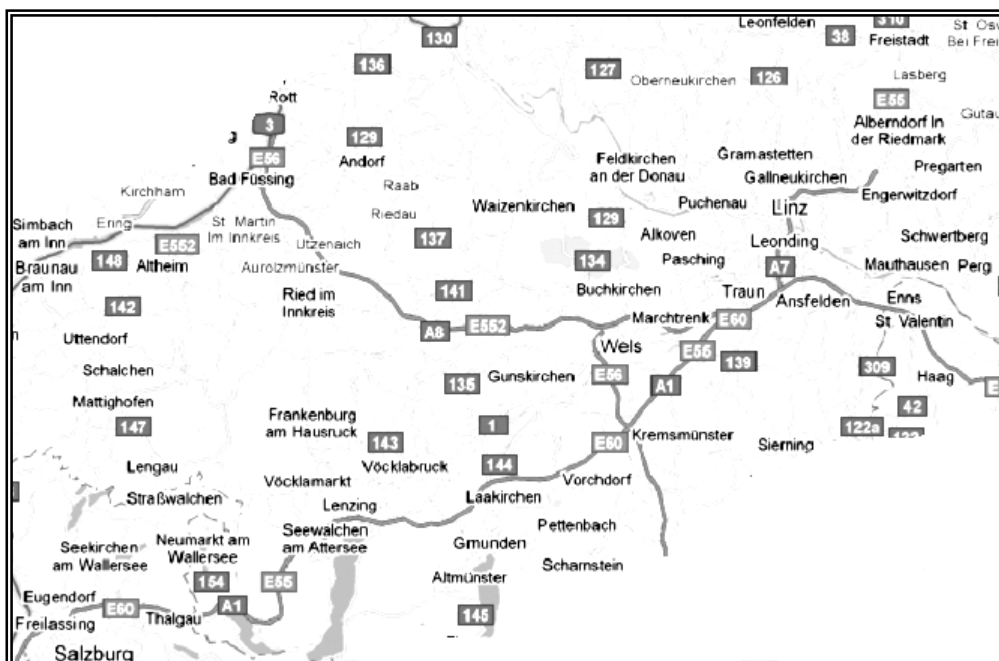 Leonfelden
310
St Osw
130
38
Freistadt
Bei Frei
136
127
Oberneukirchen
126
Lasberg
Rott
E55
Gutau
3
Alberndorf In
der Riedmark
129
E56
Andorf
Feldkirchen
an der Donau
Gramastetten
Pregarten
Bad Füssing
Gallneukirchen
Kirchham
Raab
Engerwitzdorf
Waizenkirchen
Puchenau
Linz
Simbach
am Inn
Ering
St Martin
Im Innkreis
Riedau
129
Alkoven
Leonding
Schwertberg
E552
Utzenaich
137
148
Altheim
134
Pasching
A7
Mauthausen
Perg
Braunau
am Inn
Aurolzmünster
Buchkirchen
Traun
Ansfelden
Enns
142
Ried im
Innkreis
141
Marchtrenk
E60
St. Valentin
Uttendorf
A8
E552
Wels
E55
139
309
Haag
Schalchen
135
Gunskirchen
E56
A1
E
Mattighofen
42
147
Frankenburg
am Hausruck
1
122a
143
E60
Kremsmünster
Sierning
Lengau
Vöcklabruck
144
Vöcklamarkt
Vorchdorf
Straßwalchen
Lenzing
Laakirchen
Seewalchen
am Attersee
Pettenbach
Seekirchen
am Wallersee
Neumarkt am
Wallersee
Gmunden
Scharnstein
154
E55
Altmünster
Eugendorf
E60
A1
145
Freilassing
Thalgau
Salzburg